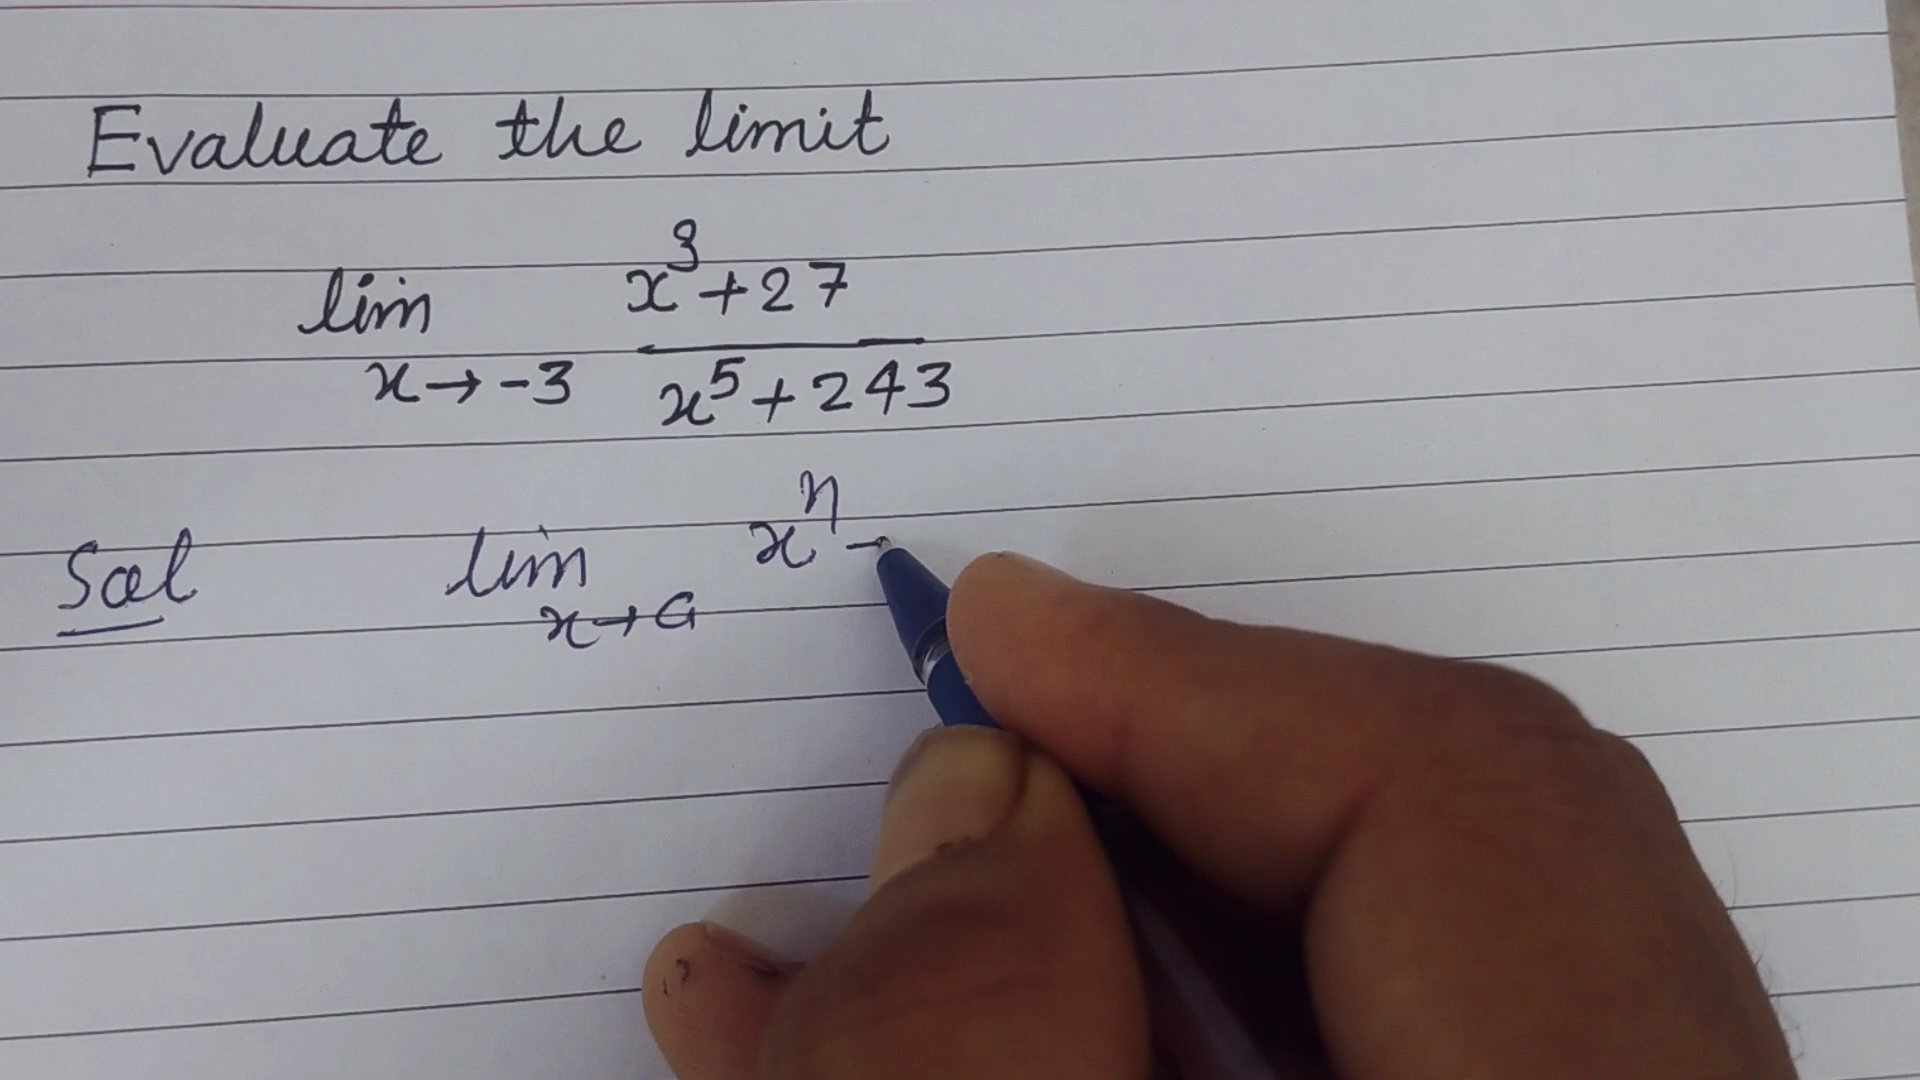 Evaluate the limit
lim x→-3 x³+27 / x⁵+243
Sol lim x→a xⁿ-